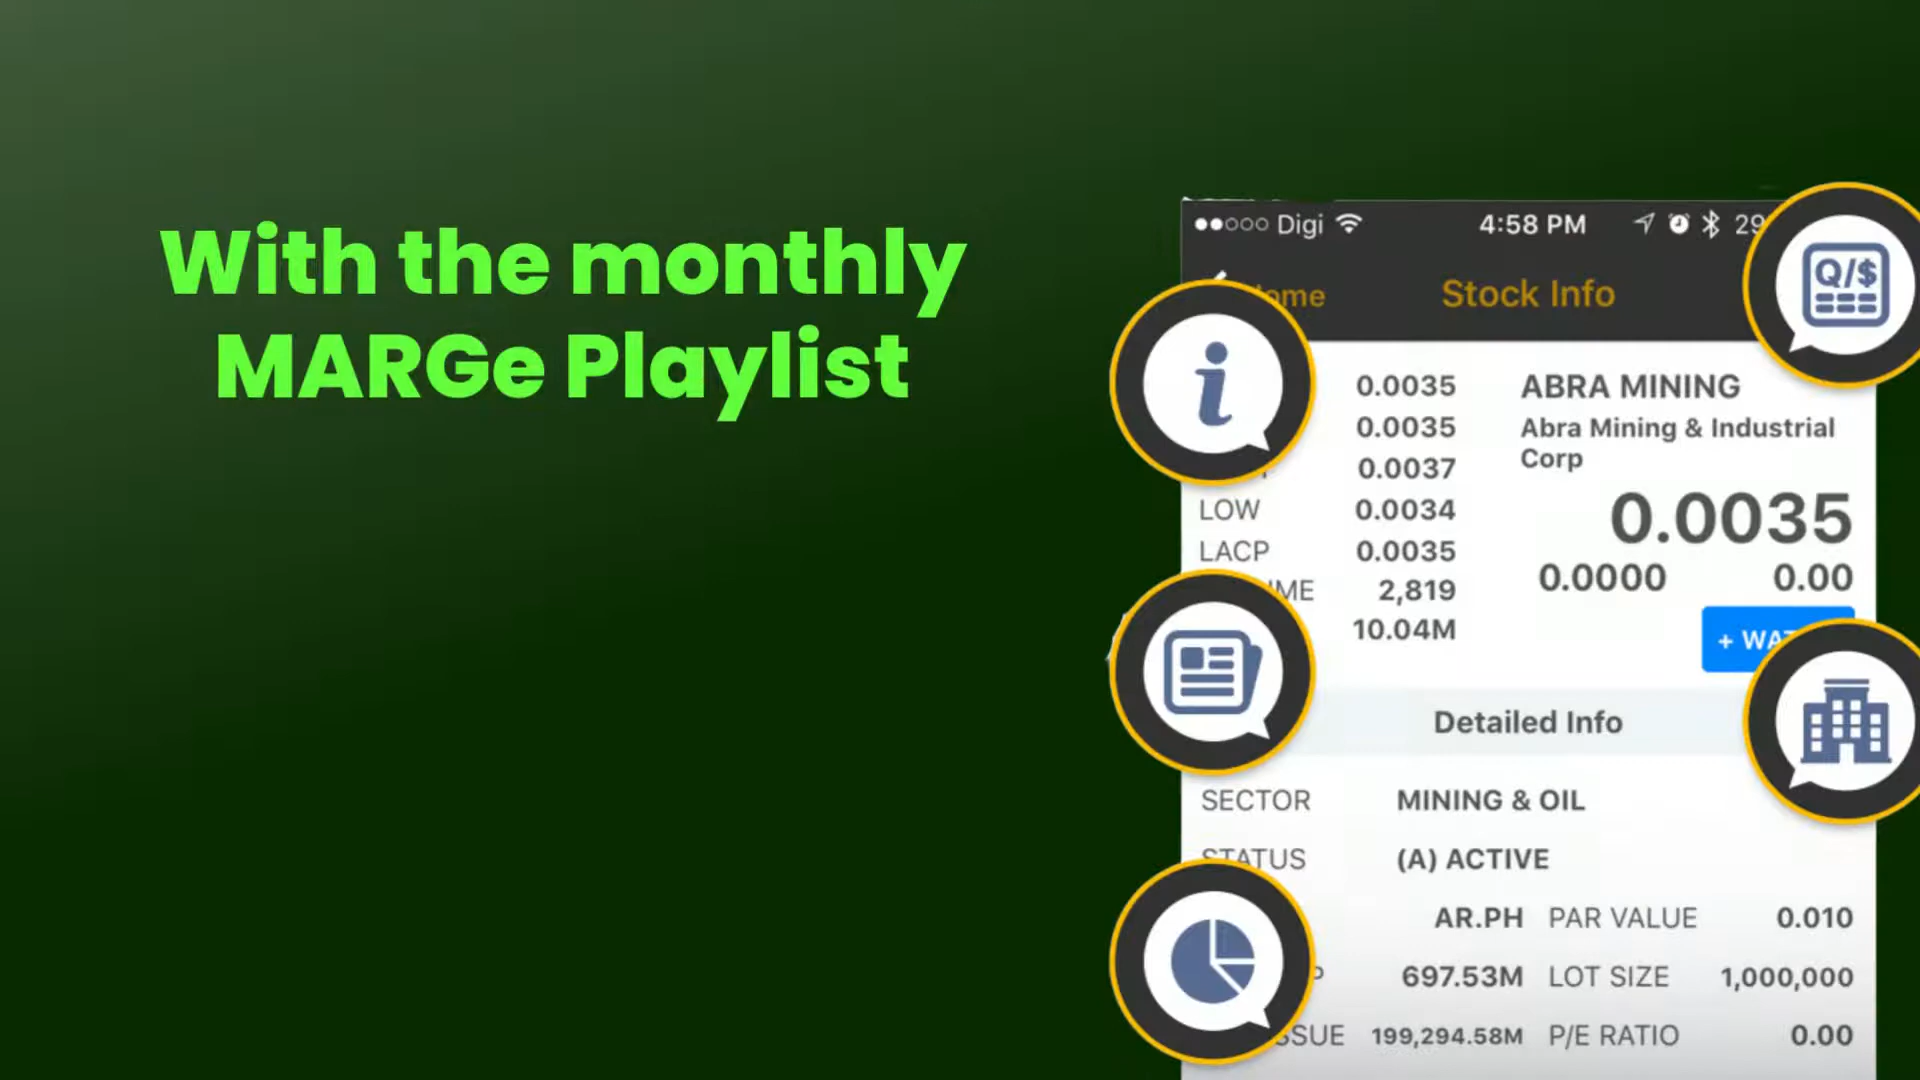 With the monthly
MARGe Playlist
Digi 4:58 PM
Stock Info
Q/$
0.0035
0.0035
0.0037
LOW 0.0034
LACP 0.0035
2,819
10.04M
ABRA MINING
Abra Mining & Industrial
Corp
0.0035
0.0000 0.00
Detailed Info
SECTOR MINING & OIL
STATUS (A) ACTIVE
AR.PH PAR VALUE 0.010
697.53M LOT SIZE 1,000,000
199,294.58M P/E RATIO 0.00